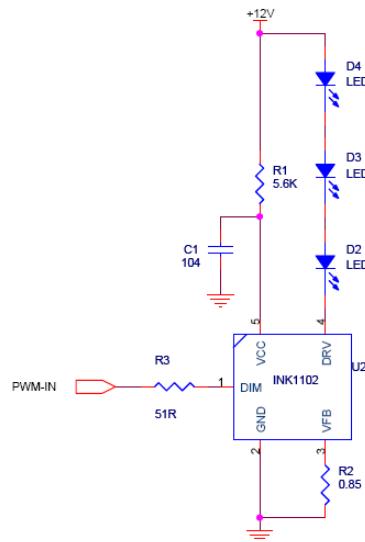 +12V
D4
LED
D3
LED
R1
5.6K
C1
104
D2
LED
5
4
VCC
DRV
U2
R3
INK1102
PWM-IN
1
DIM
51R
GND
VFB
2
3
R2
0.85